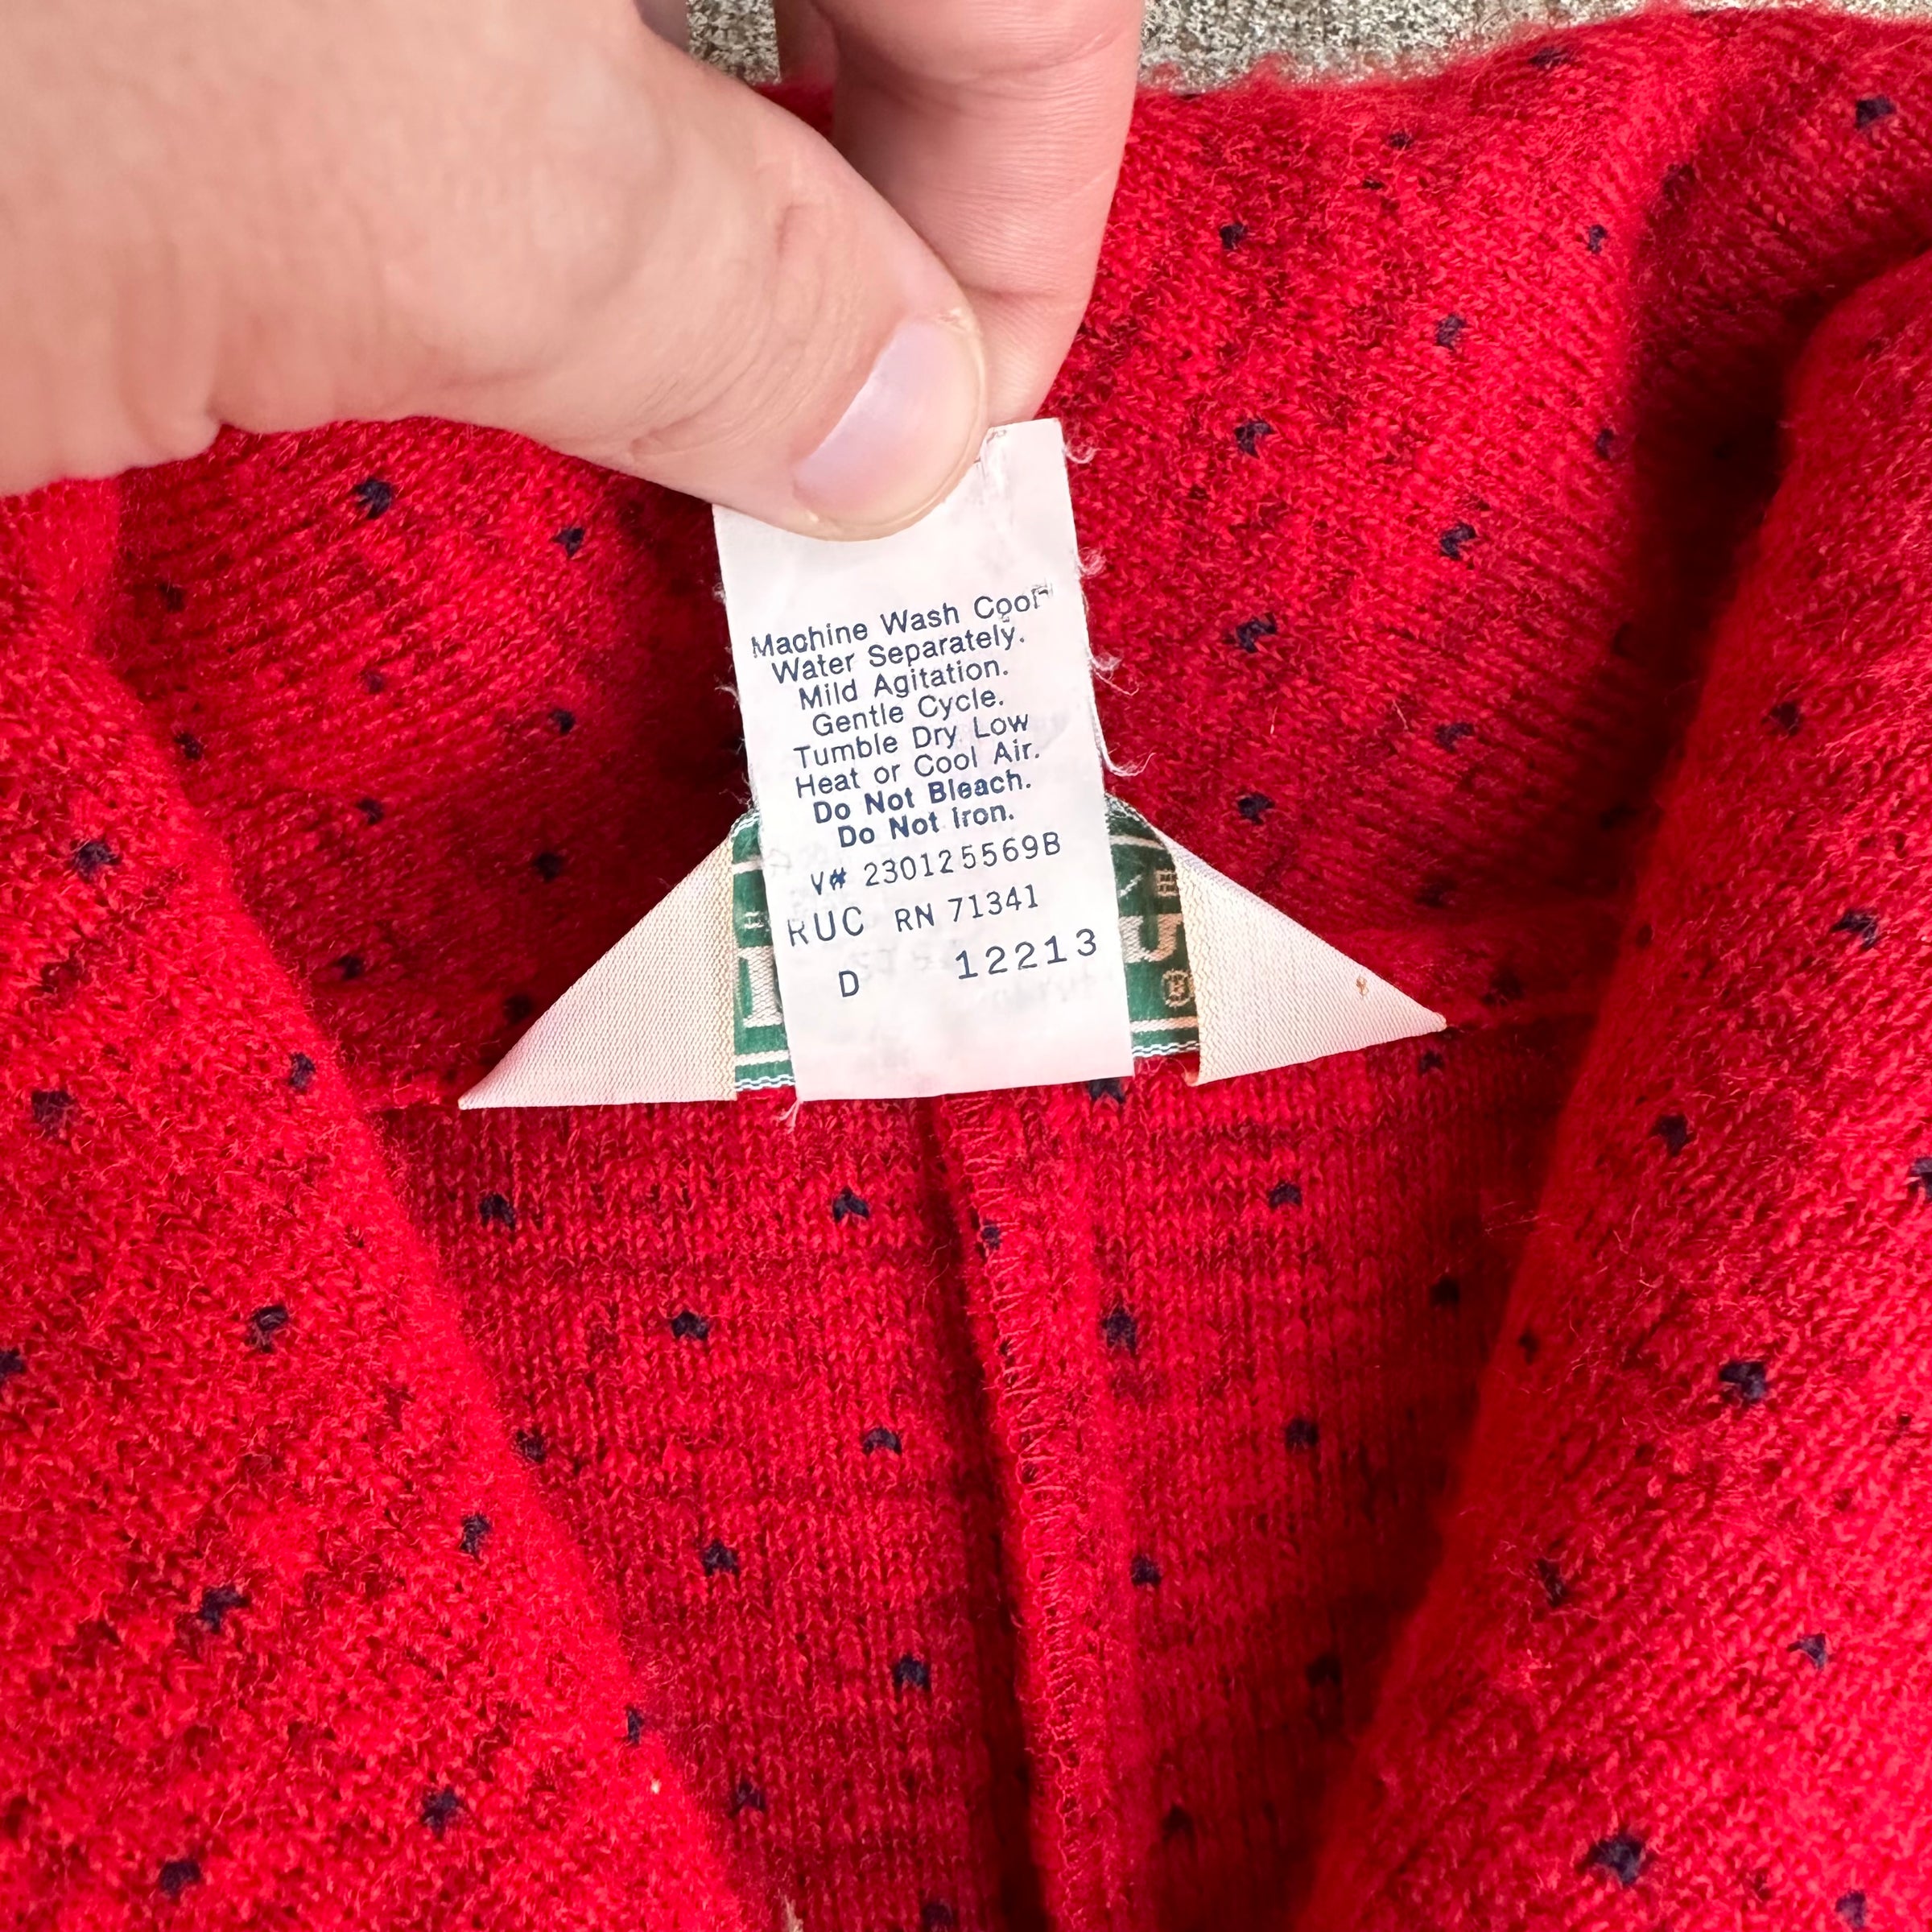 Machine Wash Cool
Water Separately.
Mild Agitation.
Gentle Cycle.
Tumble Dry Low
Heat or Cool Air.
Do Not Bleach.
Do Not Iron.
V# 230125569B
RUC RN 71341
D 12213
®